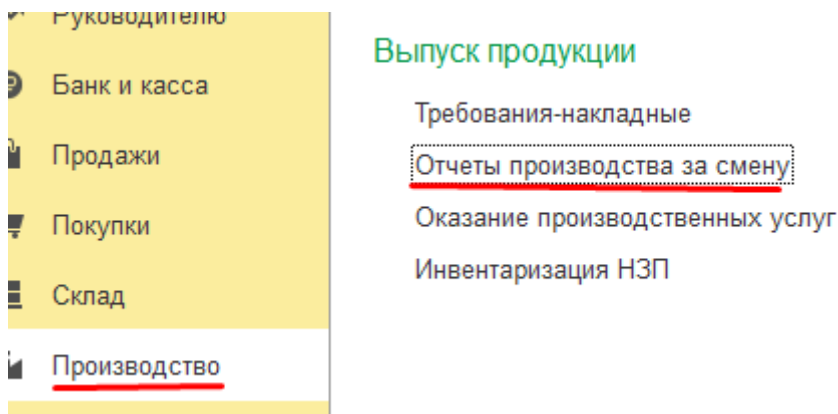 Руководителю
Банк и касса
Продажи
Покупки
Склад
Производство
Выпуск продукции
Требования-накладные
Отчеты производства за смену
Оказание производственных услуг
Инвентаризация НЗП